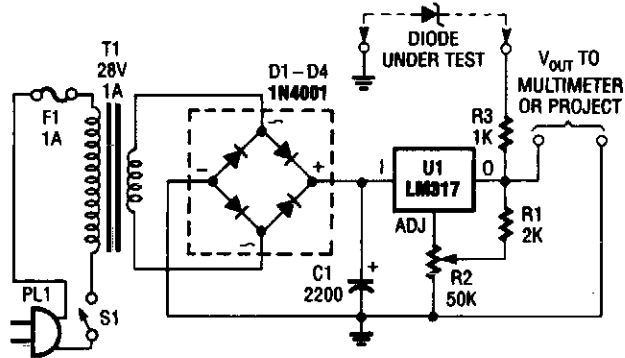 T1
28V
1A
F1
1A
D1-D4
1N4001
DIODE
UNDER TEST
VOUT TO
MULTIMETER
OR PROJECT
R3
1K
~
-
+
~
I
U1
LM317
O
ADJ
R1
2K
R2
50K
C1
2200
+
PL1
S1